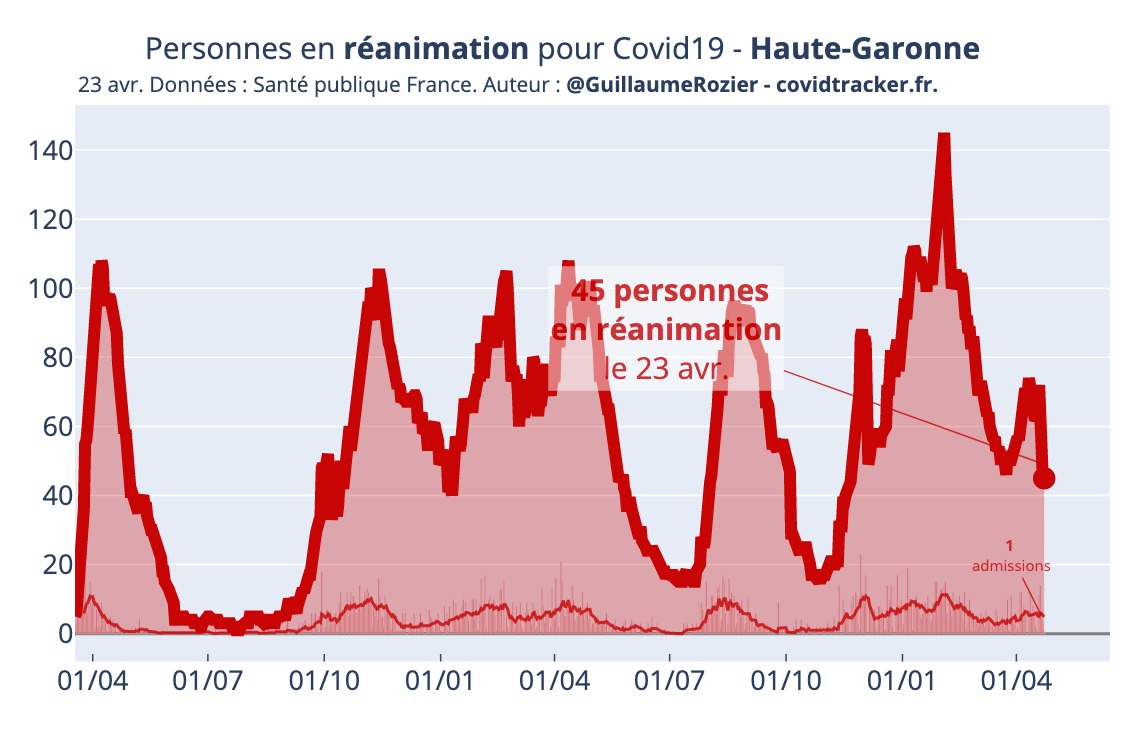 Personnes en réanimation pour Covid19 - Haute-Garonne
23 avr. Données : Santé publique France. Auteur : @GuillaumeRozier - covidtracker.fr.
140
120
100
80
60
40
20
0
45 personnes
en réanimation
le 23 avr.
1
admissions
01/04 01/07 01/10 01/01 01/04 01/07 01/10 01/01 01/04